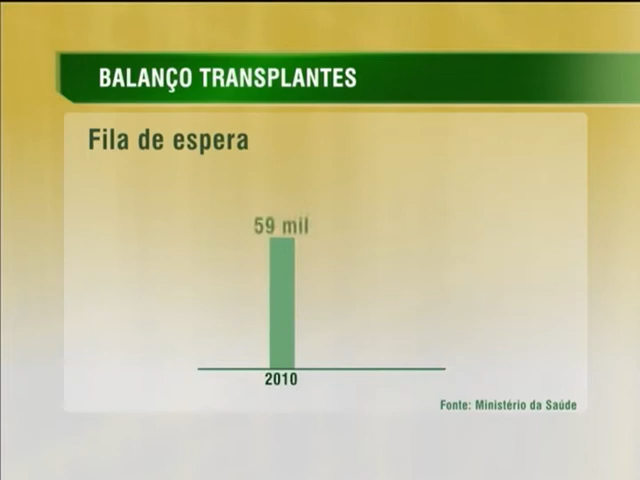 BALANÇO TRANSPLANTES
Fila de espera
59 mil
2010
Fonte: Ministério da Saúde